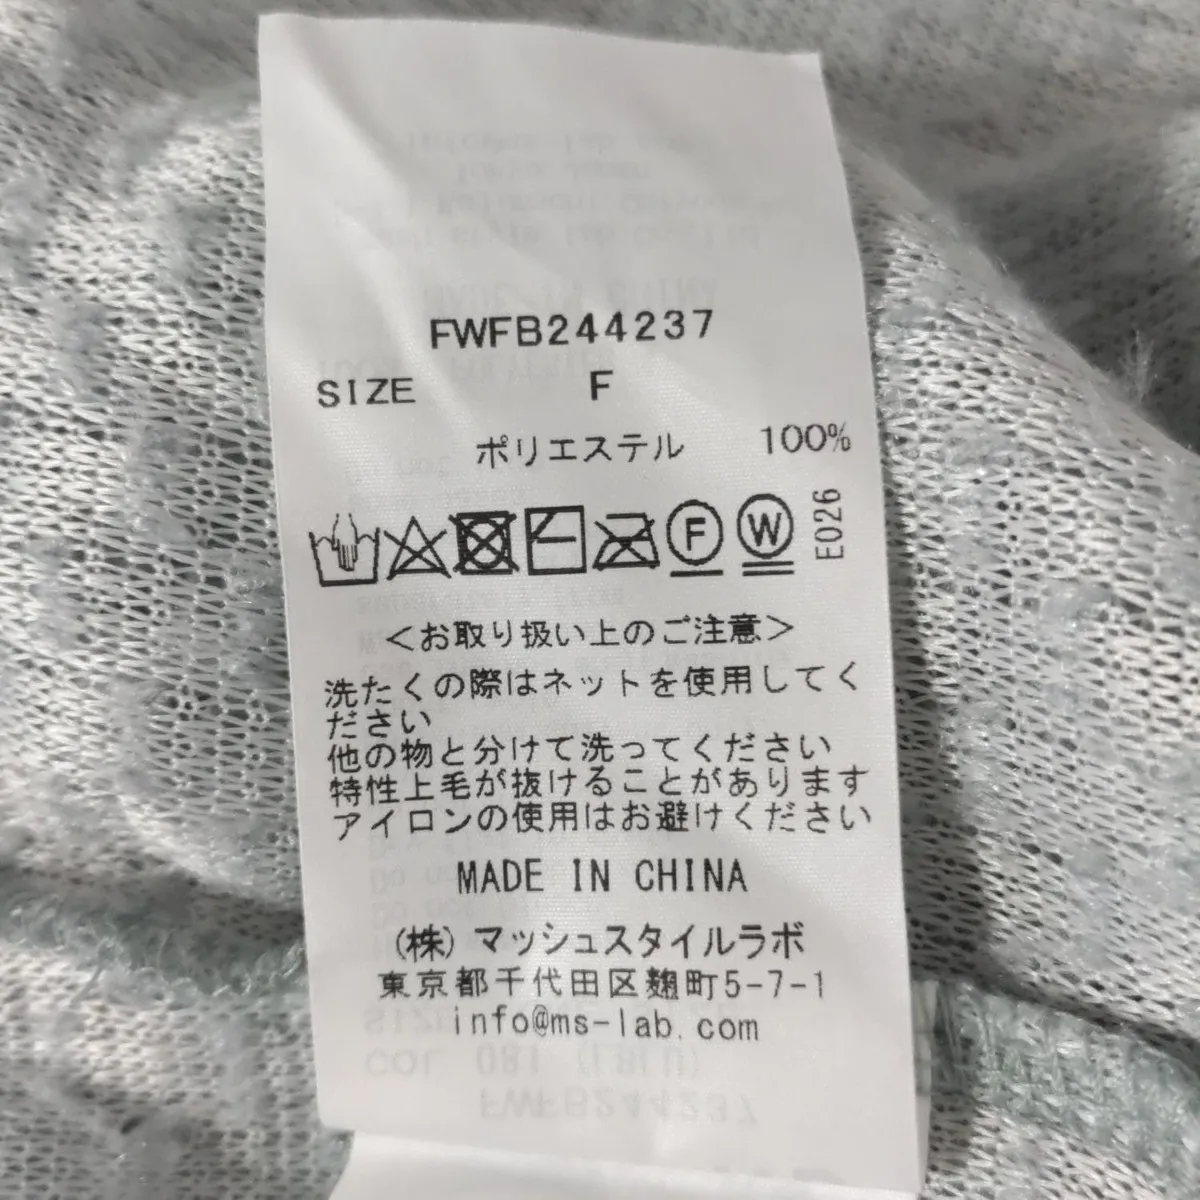 FWFB244237
SIZE F
ポリエステル 100%
F W E026
＜お取り扱い上のご注意＞
洗たくの際はネットを使用してく
ださい
他の物と分けて洗ってください
特性上毛が抜けることがあります
アイロンの使用はお避けください
MADE IN CHINA
(株)マッシュスタイルラボ
東京都千代田区麹町5-7-1
info@ms-lab.com
COL 081 (LBLU)
FWFB244237